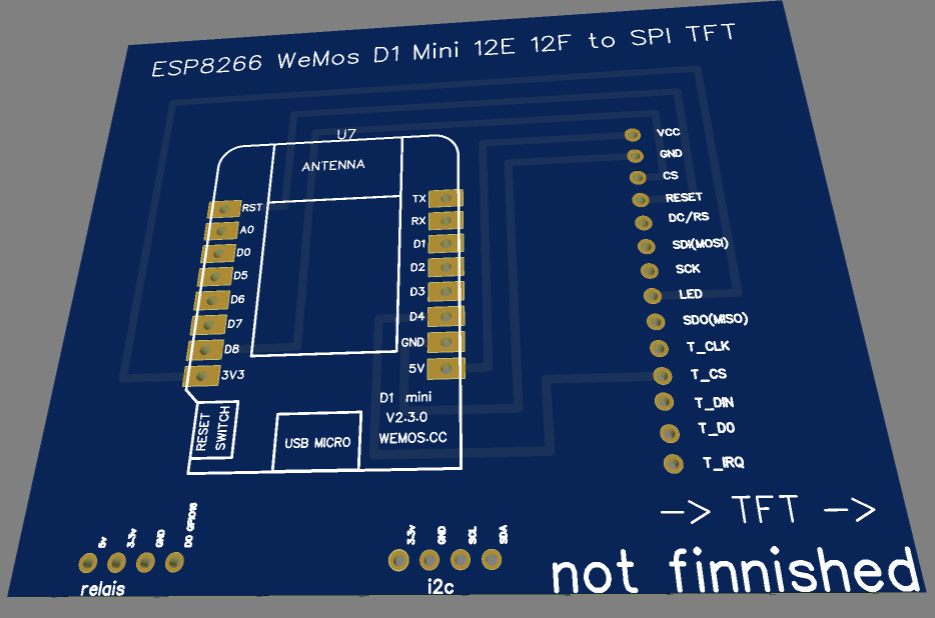 ESP8266 WeMos D1 Mini 12E 12F to SPI TFT
U7
ANTENNA
RST
A0
D0
D5
D6
D7
D8
3V3
TX
RX
D1
D2
D3
D4
GND
5V
D1 mini
V2.3.0
WEMOS.CC
RESET
SWITCH
USB MICRO
VCC
GND
CS
RESET
DC/RS
SDI(MOSI)
SCK
LED
SDO(MISO)
T_CLK
T_CS
T_DIN
T_DO
T_IRQ
-> TFT ->
5v
3.3v
GND
D0 GPIO16
relais
3.3v
GND
SCL
SDA
i2c
not finnished